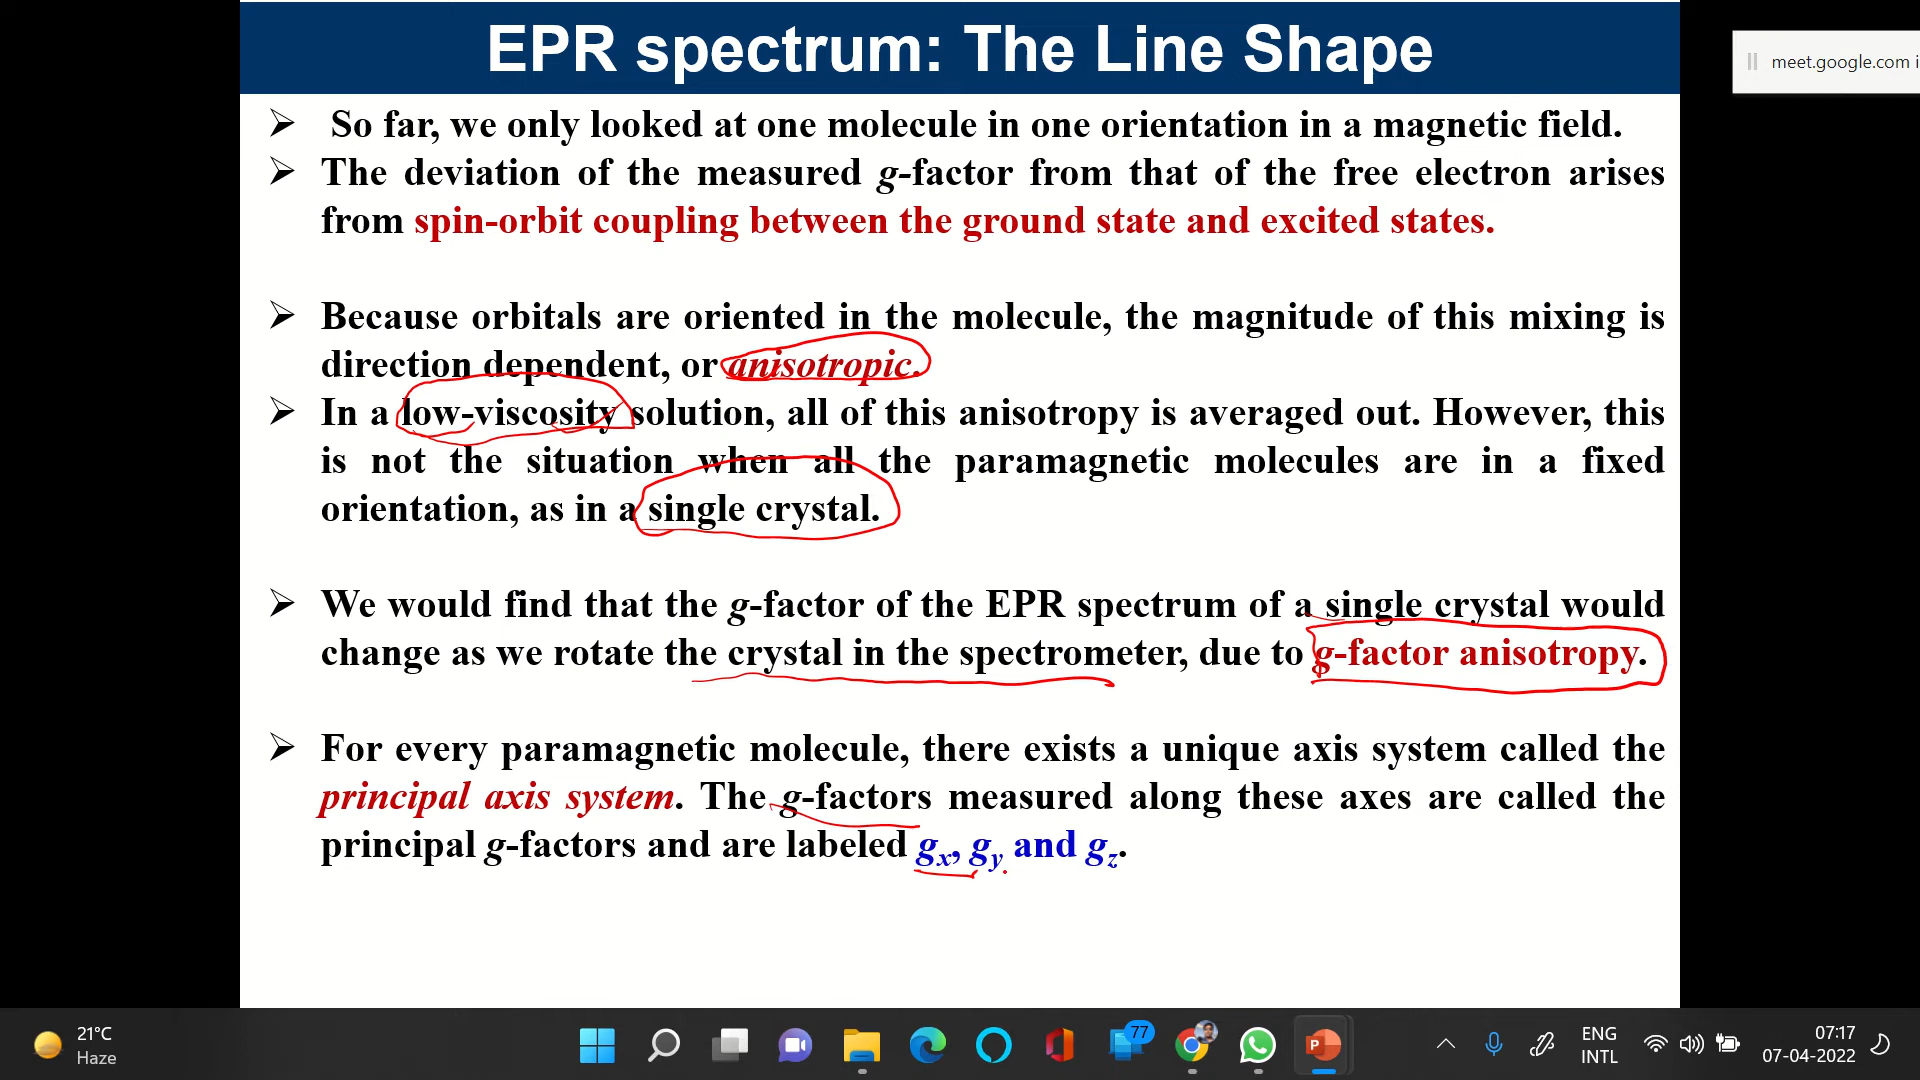 EPR spectrum: The Line Shape
meet.google.com i
➢ So far, we only looked at one molecule in one orientation in a magnetic field.
➢ The deviation of the measured g-factor from that of the free electron arises
from spin-orbit coupling between the ground state and excited states.
➢ Because orbitals are oriented in the molecule, the magnitude of this mixing is
direction dependent, or anisotropic.
➢ In a low-viscosity solution, all of this anisotropy is averaged out. However, this
is not the situation when all the paramagnetic molecules are in a fixed
orientation, as in a single crystal.
➢ We would find that the g-factor of the EPR spectrum of a single crystal would
change as we rotate the crystal in the spectrometer, due to g-factor anisotropy.
➢ For every paramagnetic molecule, there exists a unique axis system called the
principal axis system. The g-factors measured along these axes are called the
principal g-factors and are labeled gx, gy and gz.
21°C
Haze
77
P
ENG
INTL
07:17
07-04-2022